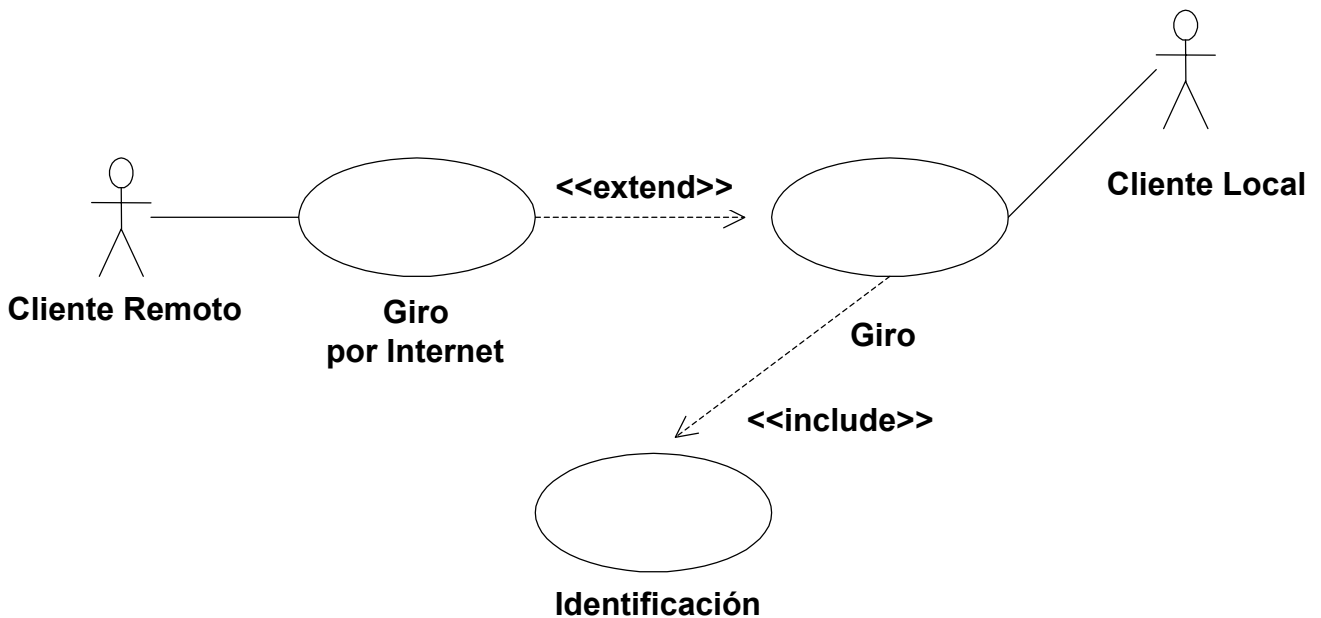 <<extend>>
Cliente Local
Cliente Remoto
Giro
por Internet
Giro
<<include>>
Identificación